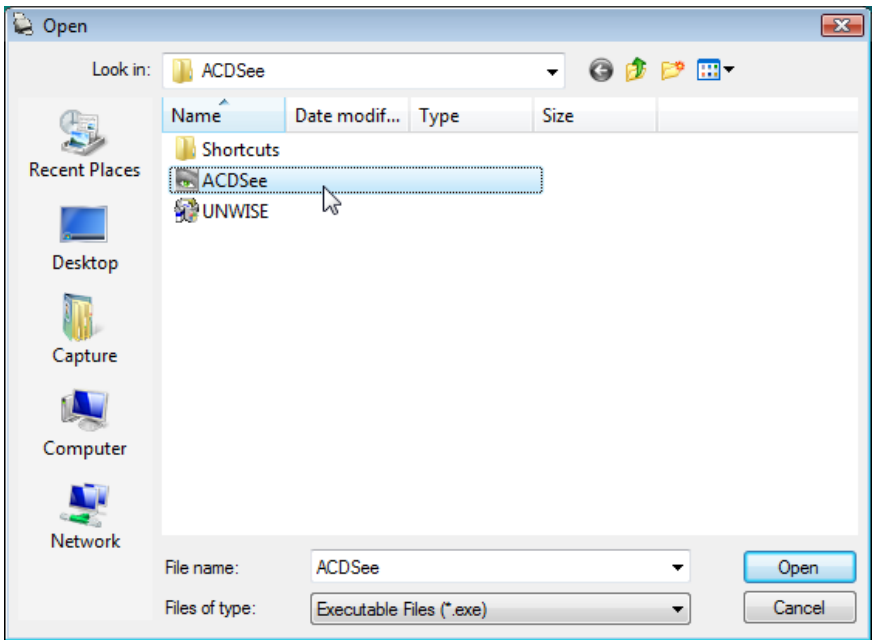 Open
Look in: ACDSee
Name Date modif... Type Size
Shortcuts
ACDSee
UNWISE
Recent Places
Desktop
Capture
Computer
Network
File name: ACDSee Open
Files of type: Executable Files (*.exe) Cancel